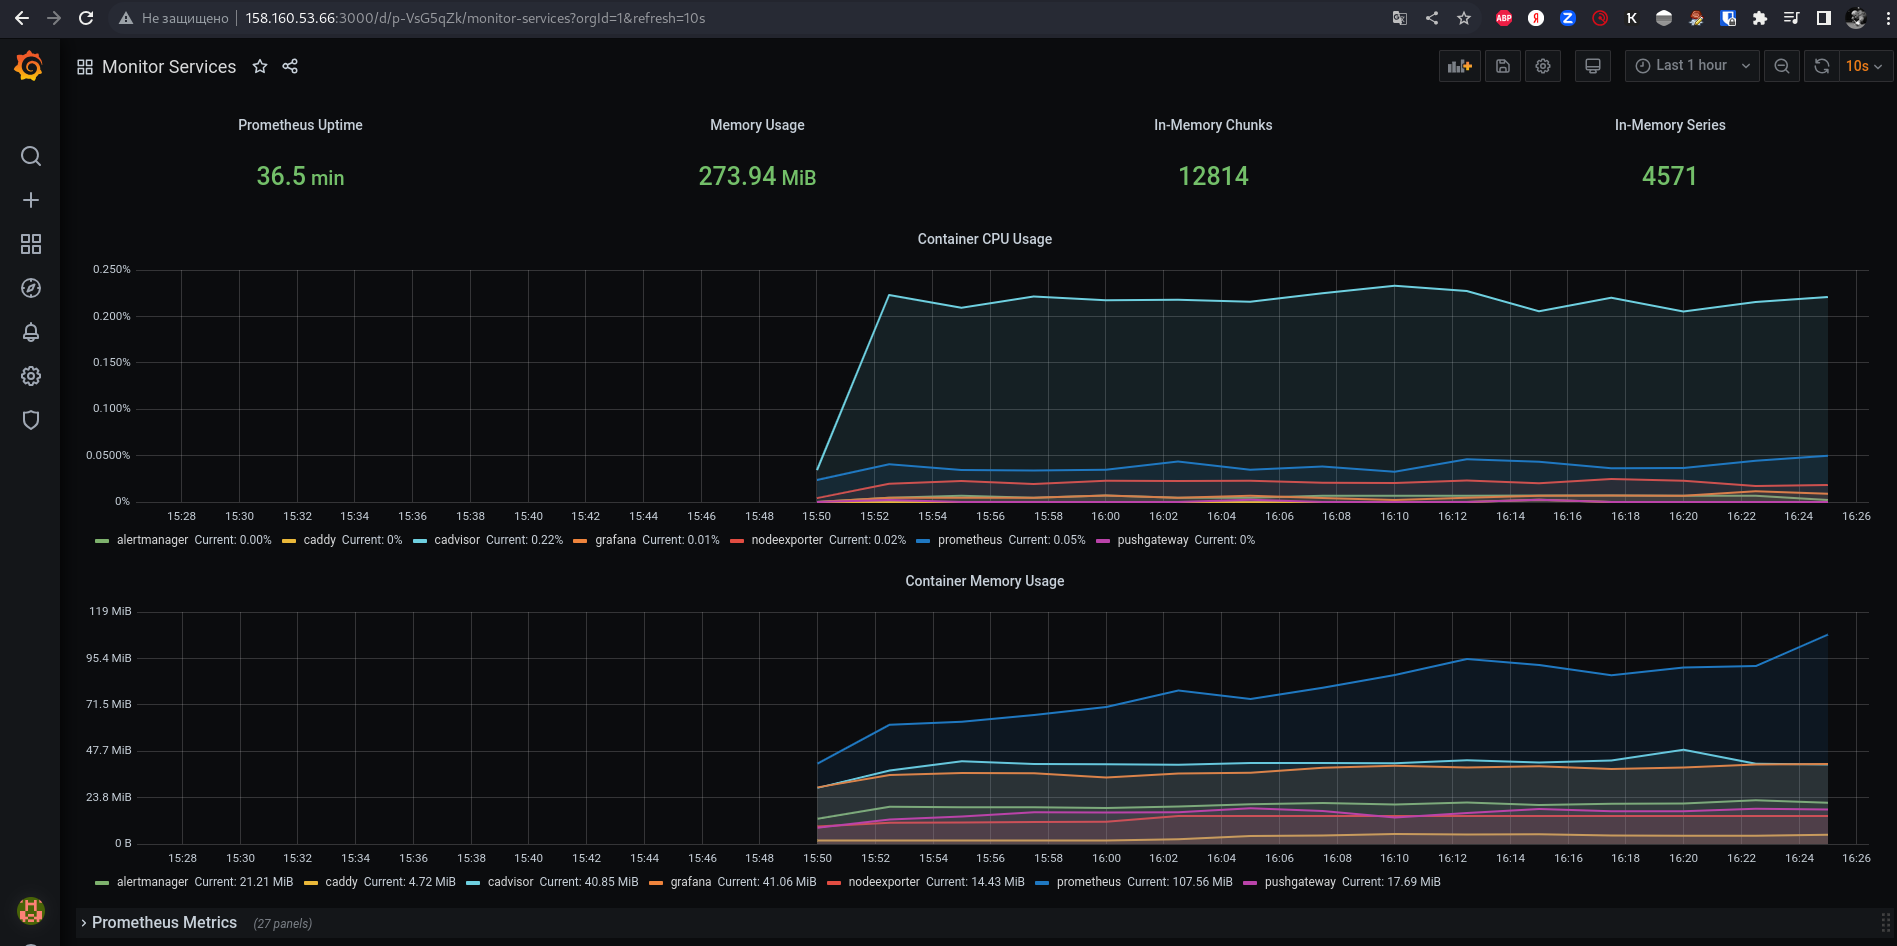 Не защищено 158.160.53.66:3000/d/p-VsG5qZk/monitor-services?orgId=1&refresh=10s
ABP Я Z K
Monitor Services Last 1 hour 10s
Prometheus Uptime Memory Usage In-Memory Chunks In-Memory Series
36.5 min 273.94 MiB 12814 4571
Container CPU Usage
0.250%
0.200%
0.150%
0.100%
0.0500%
0%
15:28 15:30 15:32 15:34 15:36 15:38 15:40 15:42 15:44 15:46 15:48 15:50 15:52 15:54 15:56 15:58 16:00 16:02 16:04 16:06 16:08 16:10 16:12 16:14 16:16 16:18 16:20 16:22 16:24 16:26
alertmanager Current: 0.00% caddy Current: 0% cadvisor Current: 0.22% grafana Current: 0.01% nodeexporter Current: 0.02% prometheus Current: 0.05% pushgateway Current: 0%
Container Memory Usage
119 MiB
95.4 MiB
71.5 MiB
47.7 MiB
23.8 MiB
0 B
15:28 15:30 15:32 15:34 15:36 15:38 15:40 15:42 15:44 15:46 15:48 15:50 15:52 15:54 15:56 15:58 16:00 16:02 16:04 16:06 16:08 16:10 16:12 16:14 16:16 16:18 16:20 16:22 16:24 16:26
alertmanager Current: 21.21 MiB caddy Current: 4.72 MiB cadvisor Current: 40.85 MiB grafana Current: 41.06 MiB nodeexporter Current: 14.43 MiB prometheus Current: 107.56 MiB pushgateway Current: 17.69 MiB
Prometheus Metrics (27 panels)